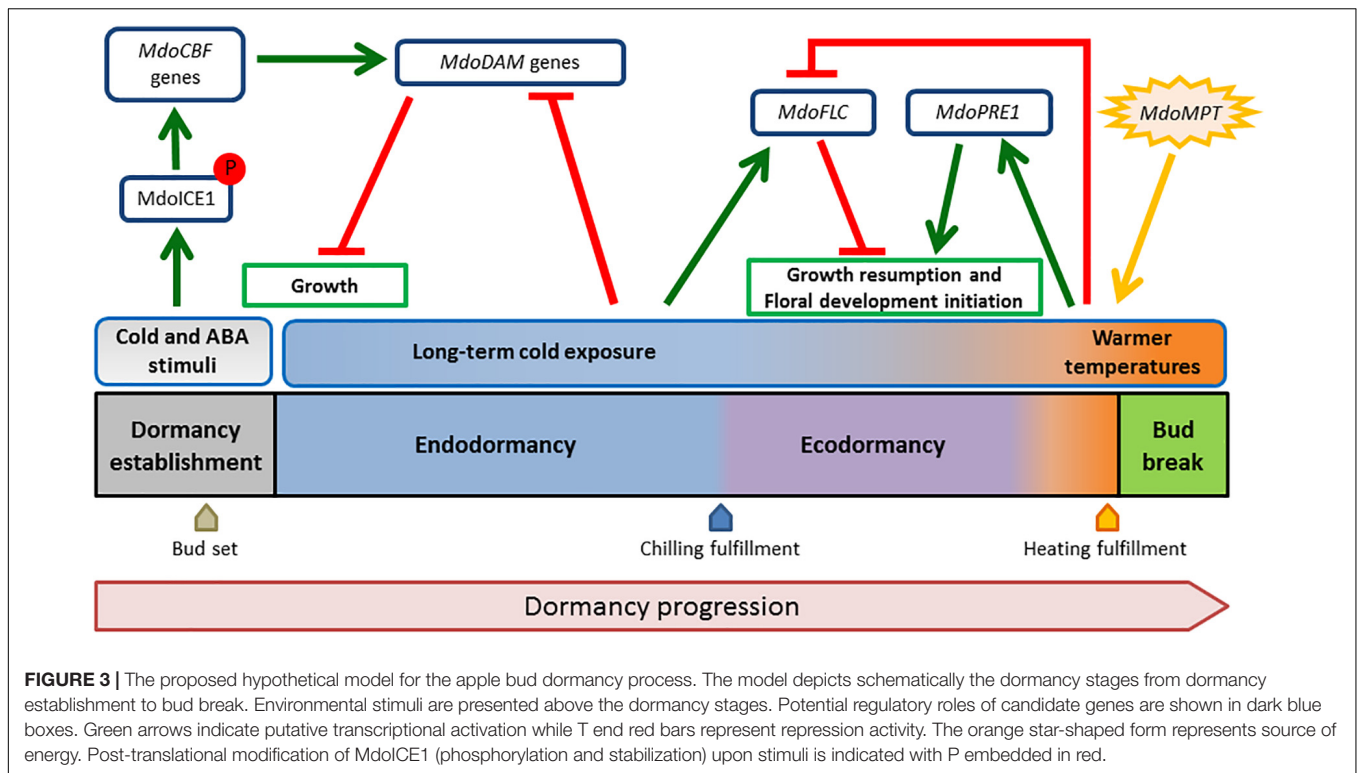 MdoCBF
genes
MdoDAM genes
MdoFLC
MdoPRE1
MdoMPT
P
MdoICE1
Growth
Growth resumption and
Floral development initiation
Cold and ABA
stimuli
Long-term cold exposure
Warmer
temperatures
Dormancy
establishment
Endodormancy
Ecodormancy
Bud
break
Bud set
Chilling fulfillment
Heating fulfillment
Dormancy progression
FIGURE 3 | The proposed hypothetical model for the apple bud dormancy process. The model depicts schematically the dormancy stages from dormancy
establishment to bud break. Environmental stimuli are presented above the dormancy stages. Potential regulatory roles of candidate genes are shown in dark blue
boxes. Green arrows indicate putative transcriptional activation while T end red bars represent repression activity. The orange star-shaped form represents source of
energy. Post-translational modification of MdoICE1 (phosphorylation and stabilization) upon stimuli is indicated with P embedded in red.